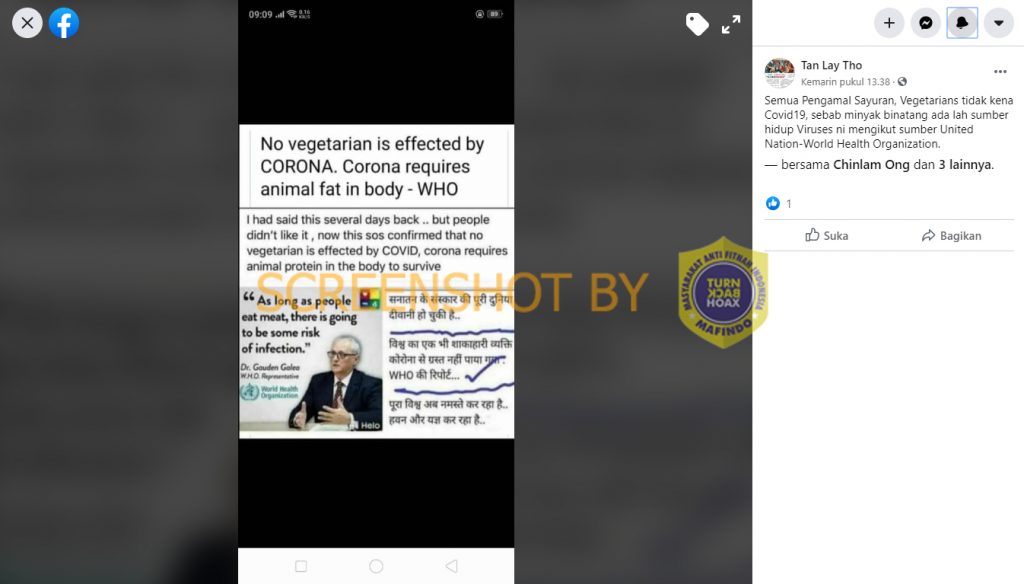 09:09
0.16
KB/S
89
No vegetarian is effected by
CORONA. Corona requires
animal fat in body - WHO
I had said this several days back .. but people
didn't like it , now this sos confirmed that no
vegetarian is effected by COVID, corona requires
animal protein in the body to survive
“ As long as people
eat meat, there is going
to be some risk
of infection.”
Dr. Gauden Galea
W.H.O. Representative
World Health
Organization
Helo
सनातन के संस्कार की पूरी दुनिया
दीवानी हो चुकी है..
विश्व का एक भी शाकाहारी व्यक्ति
कोरोना से ग्रस्त नहीं पाया गया
WHO की रिपोर्ट...
पूरा विश्व अब नमस्ते कर रहा है..
हवन और यज्ञ कर रहा है..
SCREENSHOT BY
MASYARAKAT ANTI FITNAH INDONESIA
TURN
BACK
HOAX
MAFINDO
Tan Lay Tho
Kemarin pukul 13.38 ·
Semua Pengamal Sayuran, Vegetarians tidak kena
Covid19, sebab minyak binatang ada lah sumber
hidup Viruses ni mengikut sumber United
Nation-World Health Organization.
— bersama Chinlam Ong dan 3 lainnya.
1
Suka
Bagikan